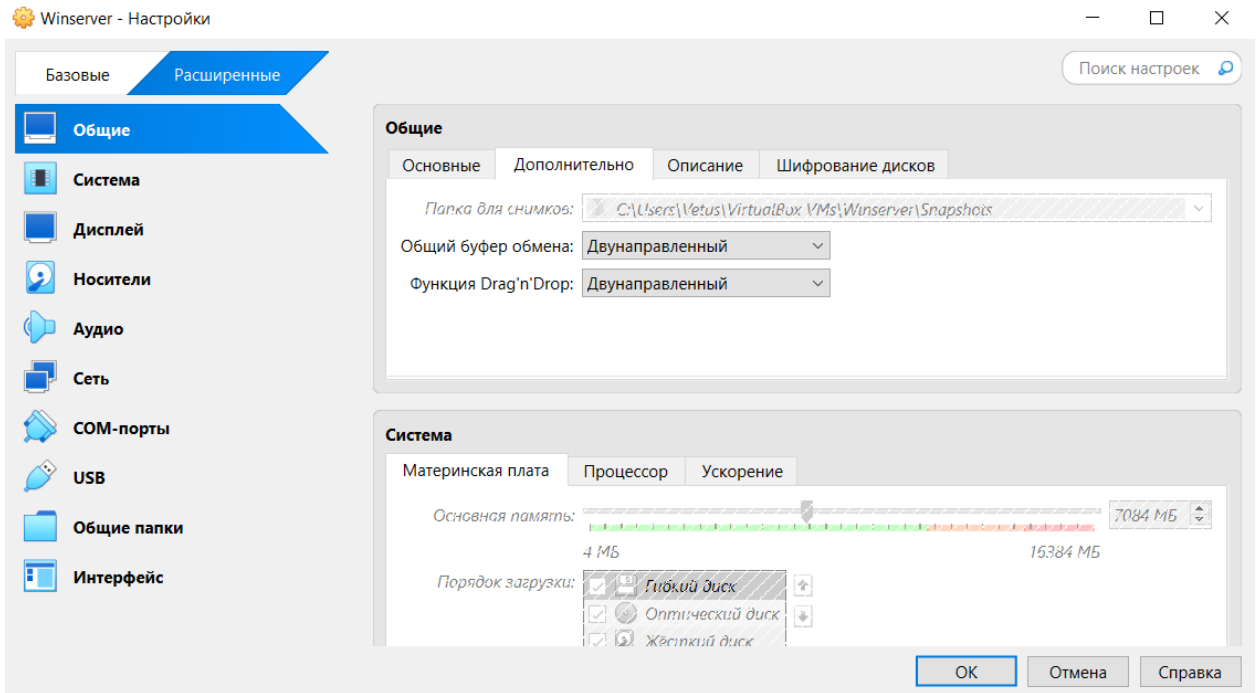 Winserver - Настройки
Базовые
Расширенные
Поиск настроек
Общие
Система
Дисплей
Носители
Аудио
Сеть
COM-порты
USB
Общие папки
Интерфейс
Общие
Основные
Дополнительно
Описание
Шифрование дисков
Папка для снимков: C:\Users\Vetus\VirtualBox VMs\Winserver\Snapshots
Общий буфер обмена: Двунаправленный
Функция Drag'n'Drop: Двунаправленный
Система
Материнская плата
Процессор
Ускорение
Основная память: 7084 МБ
4 МБ 16384 МБ
Порядок загрузки: Гибкий диск
Оптический диск
Жёсткий диск
OK
Отмена
Справка